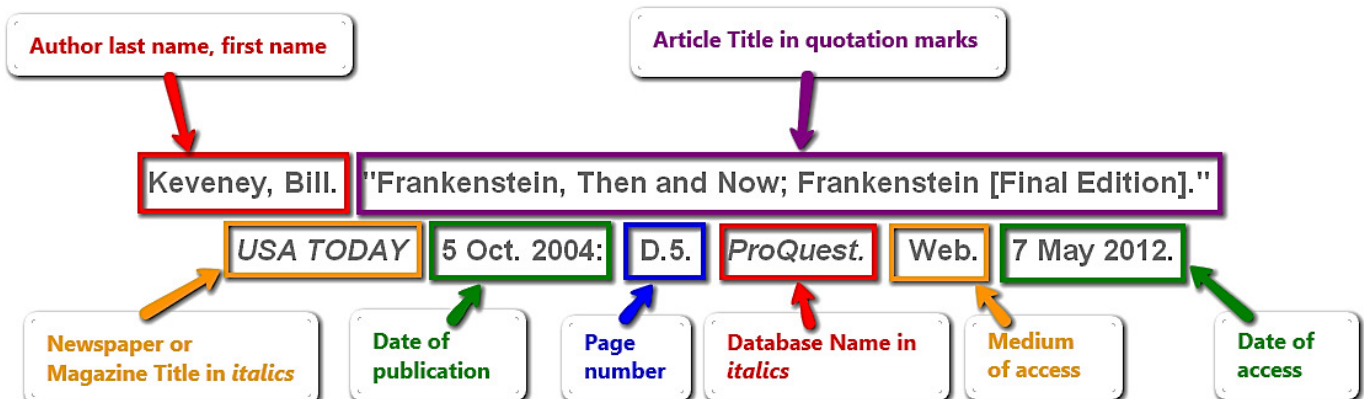 Author last name, first name
Article Title in quotation marks
Keveney, Bill. "Frankenstein, Then and Now; Frankenstein [Final Edition]."
USA TODAY 5 Oct. 2004: D.5. ProQuest. Web. 7 May 2012.
Newspaper or
Magazine Title in italics
Date of
publication
Page
number
Database Name in
italics
Medium
of access
Date of
access